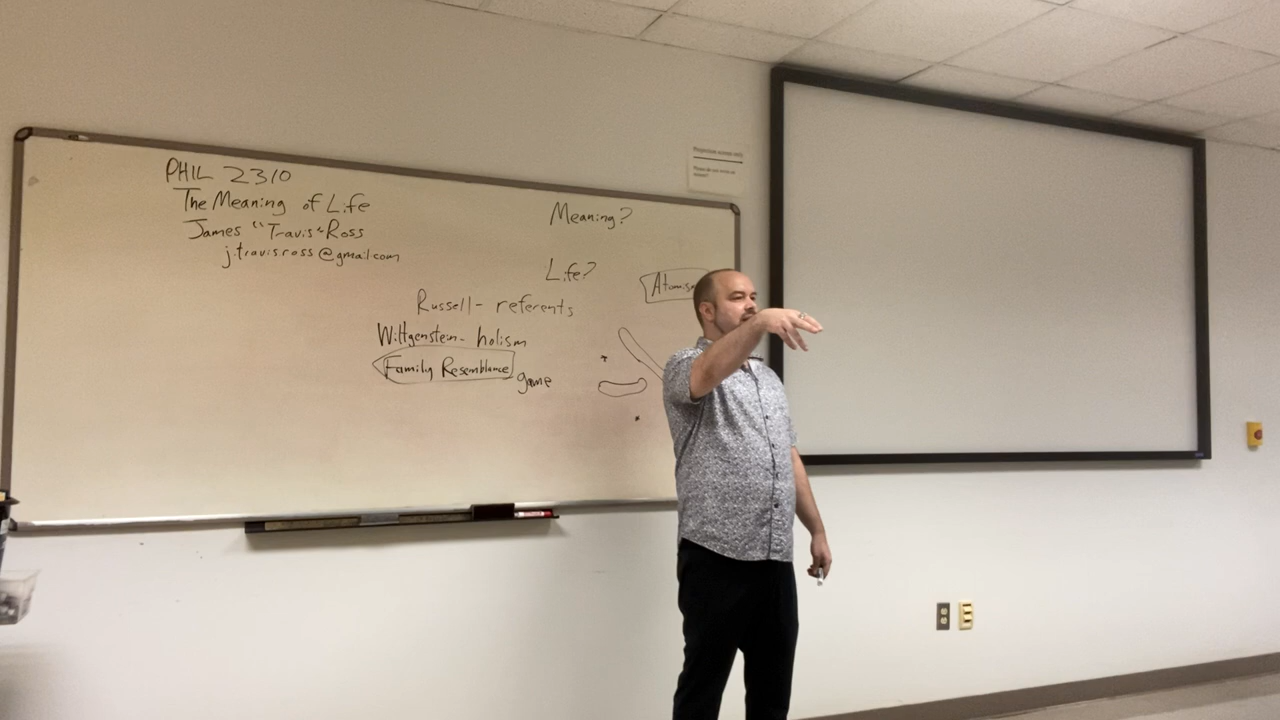 PHIL 2310
The Meaning of Life
James "Travis" Ross
j.travisross@gmail.com
Meaning?
Life?
Atomism
Russell - referents
Wittgenstein - holism
Family Resemblance
game